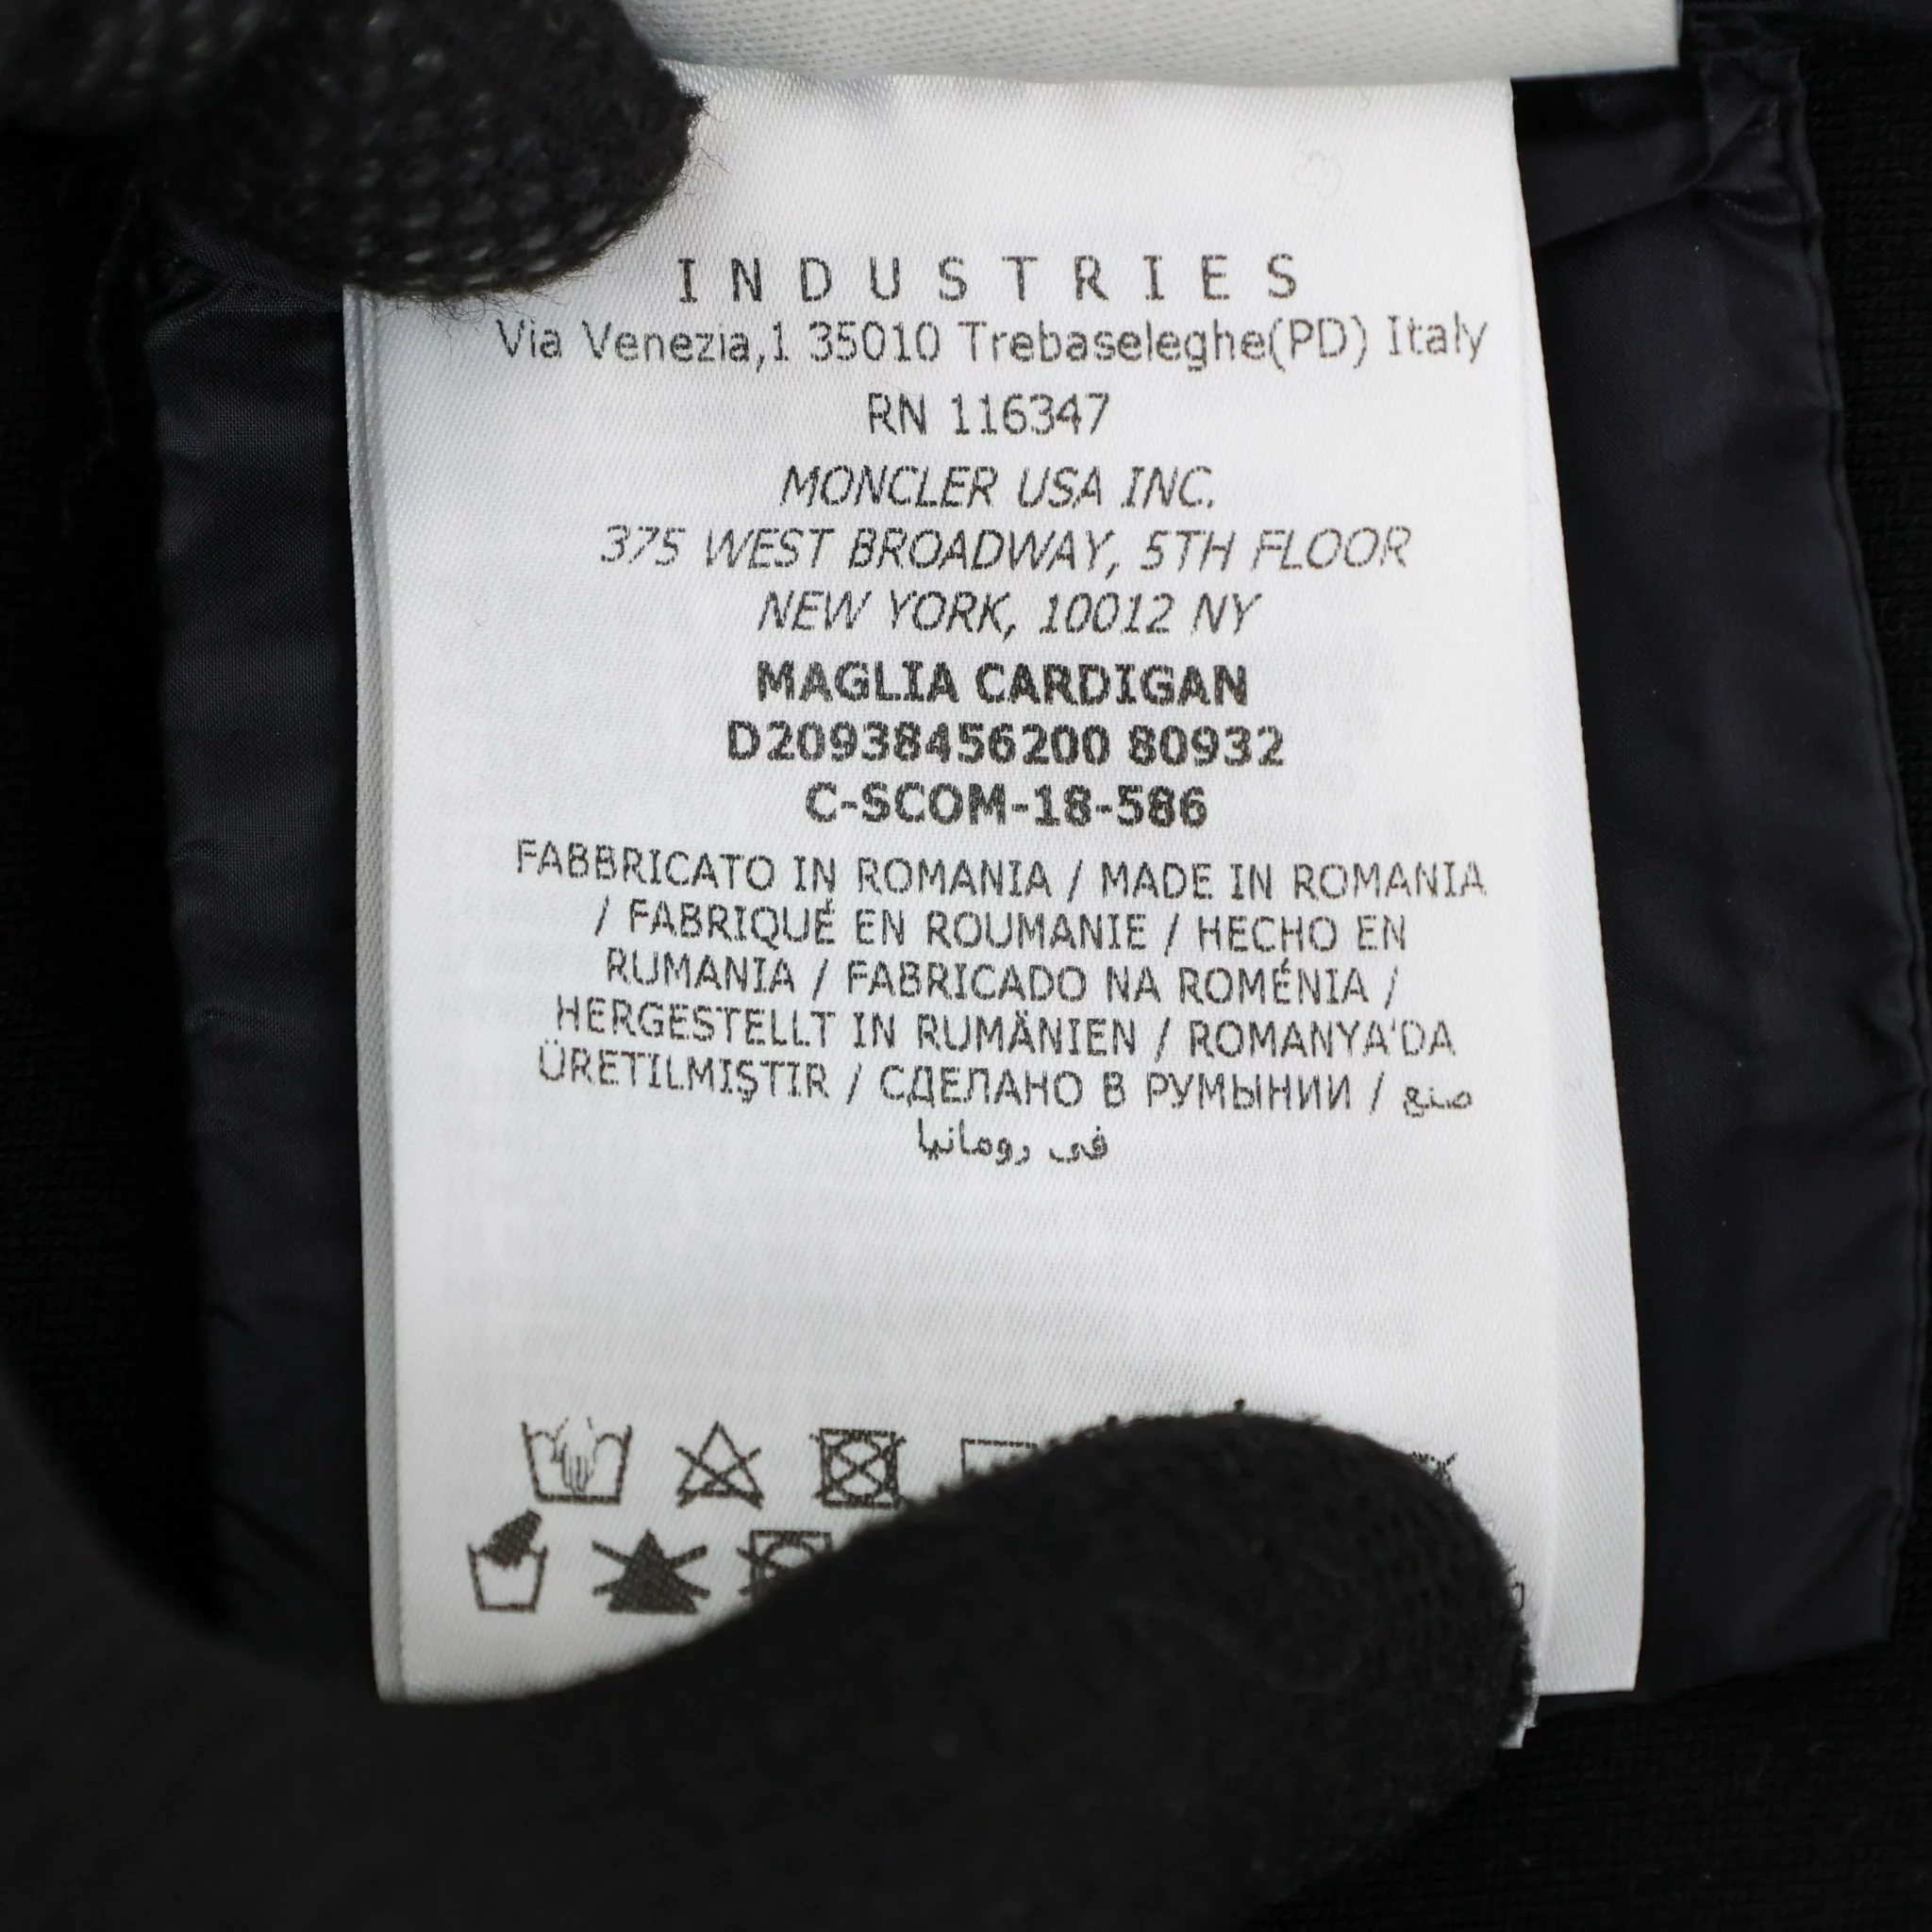 INDUSTRIES
Via Venezia,1 35010 Trebaseleghe(PD) Italy
RN 116347
MONCLER USA INC.
375 WEST BROADWAY, 5TH FLOOR
NEW YORK, 10012 NY
MAGLIA CARDIGAN
D20938456200 80932
C-SCOM-18-586
FABBRICATO IN ROMANIA / MADE IN ROMANIA
/ FABRIQUÉ EN ROUMANIE / HECHO EN
RUMANIA / FABRICADO NA ROMÉNIA /
HERGESTELLT IN RUMÄNIEN / ROMANYA'DA
ÜRETILMIŞTIR / СДЕЛАНО В РУМЫНИИ / صنع
في رومانيا